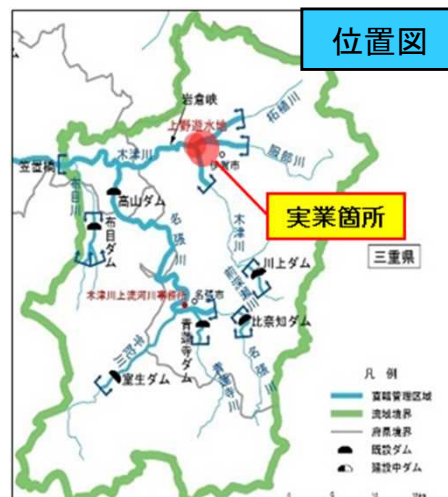 位置図
岩倉峡
上野遊水地
柘植川
服部川
伊賀市
木津川
笠置橋
布目川
高山ダム
布目ダム
名張川
木津川
実業箇所
三重県
川上ダム
前深瀬川
木津川上流河川事務所
名張市
青蓮寺ダム
比奈知ダム
宇陀川
室生ダム
青蓮寺川
名張川
凡 例
直轄管理区域
流域境界
府県境界
既設ダム
建設中ダム
0 5 10